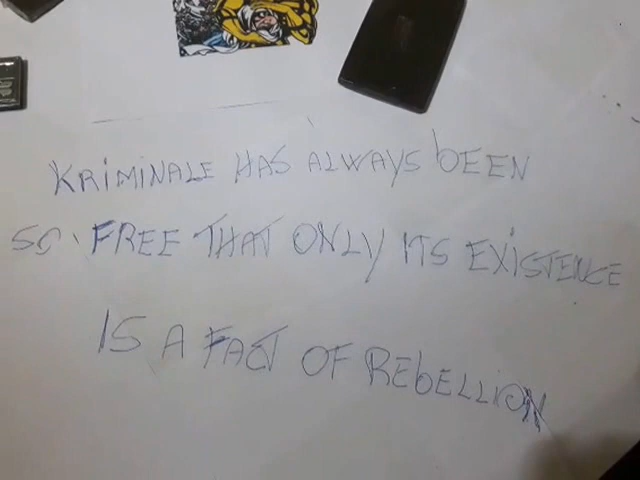 KRIMINALE HAS ALWAYS BEEN
SO FREE THAT ONLY ITS EXISTENCE
IS A FACT OF REBELLION